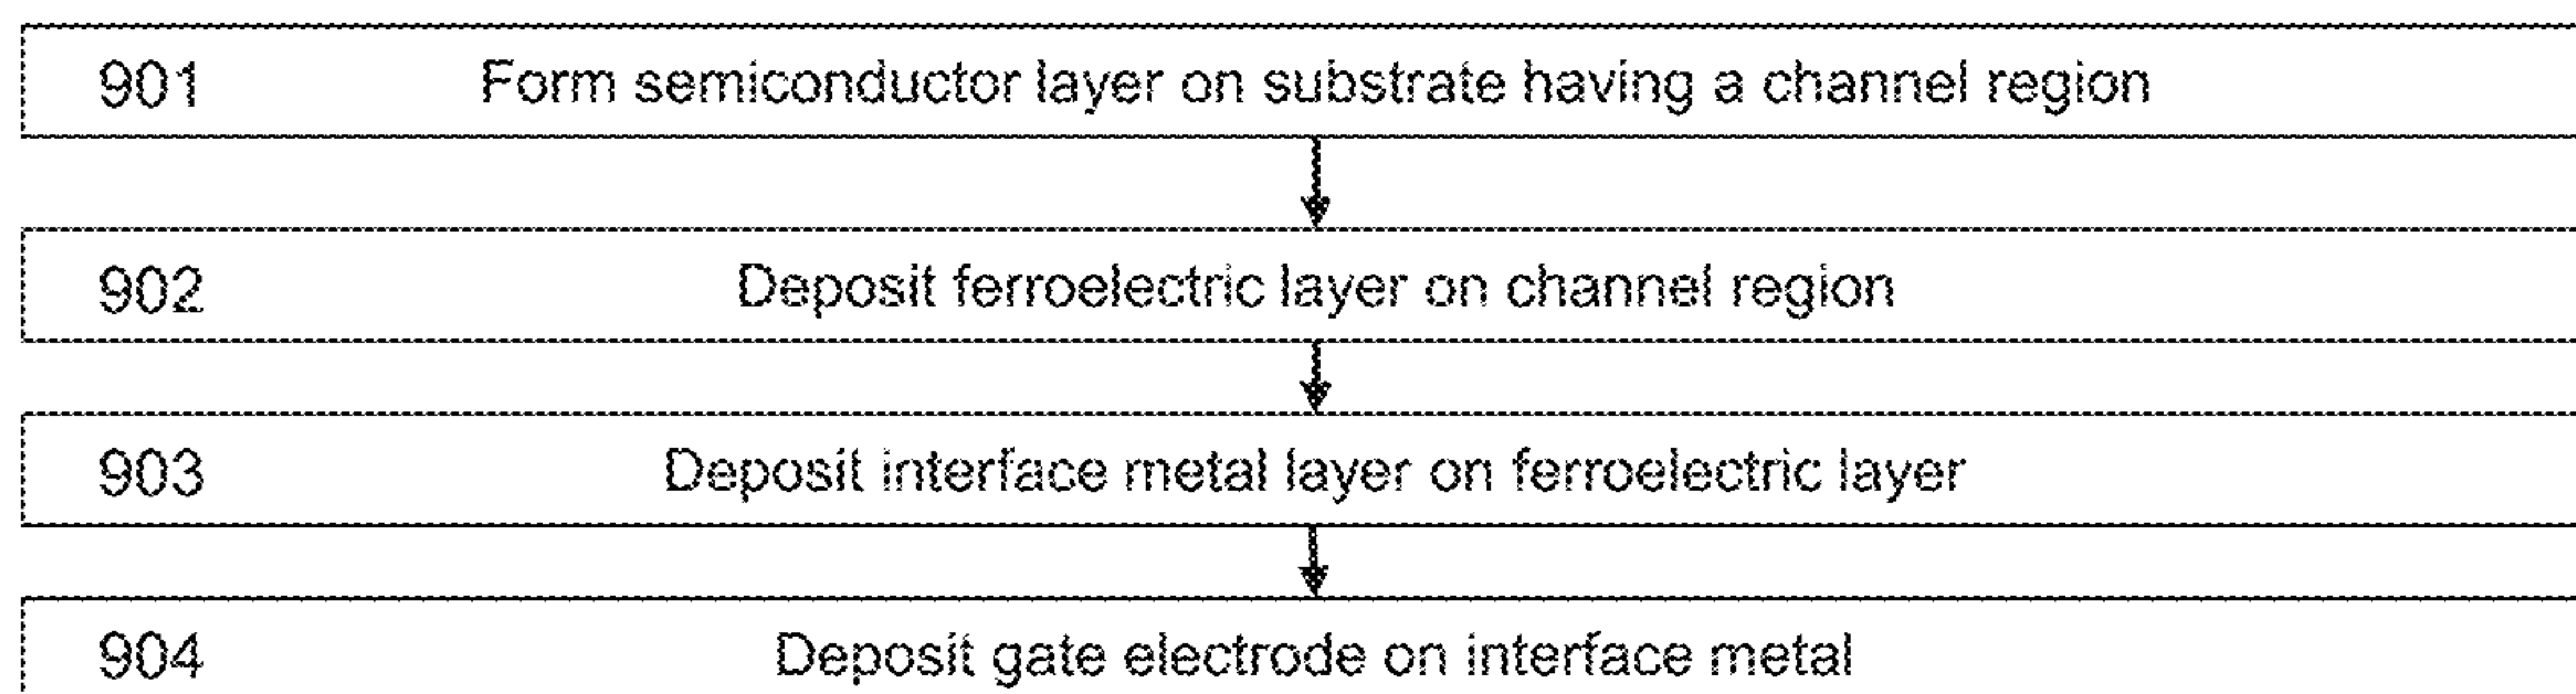 901 Form semiconductor layer on substrate having a channel region
902 Deposit ferroelectric layer on channel region
903 Deposit interface metal layer on ferroelectric layer
904 Deposit gate electrode on interface metal